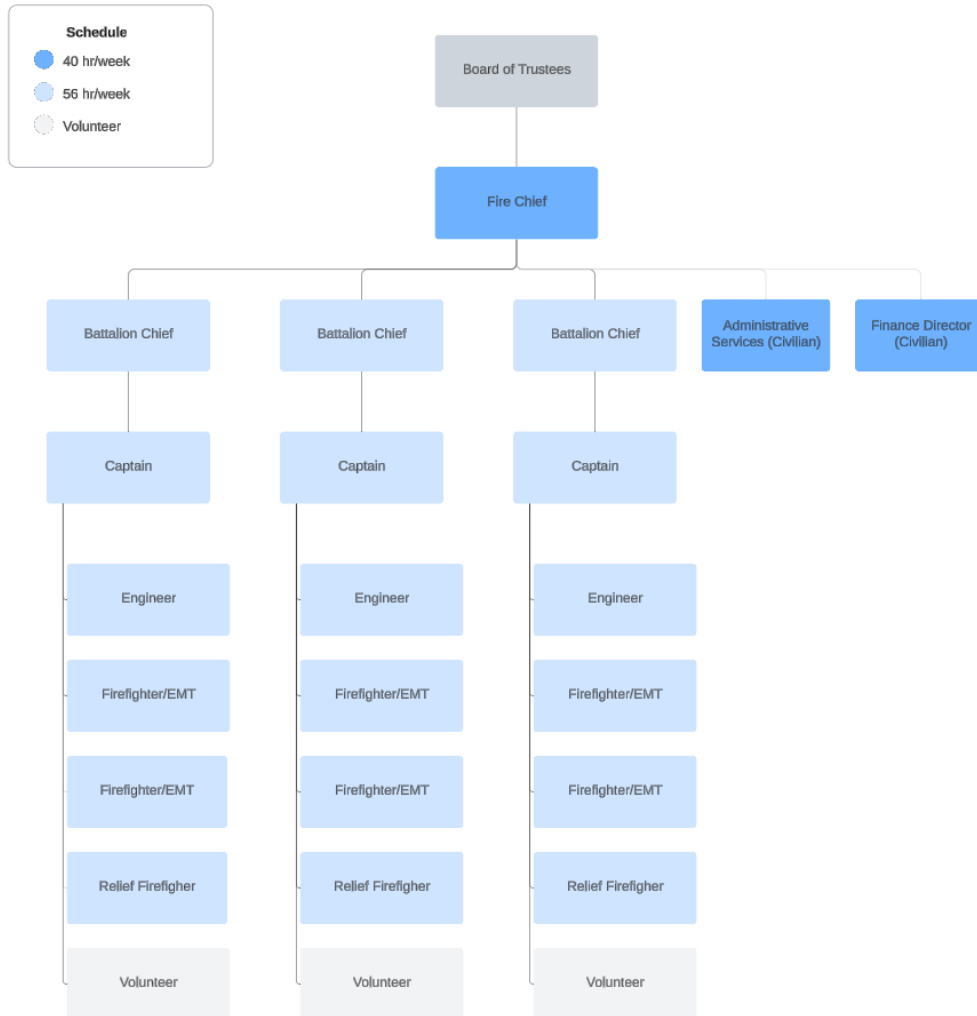 Schedule
40 hr/week
56 hr/week
Volunteer
Board of Trustees
Fire Chief
Battalion Chief
Battalion Chief
Battalion Chief
Administrative
Services (Civilian)
Finance Director
(Civilian)
Captain
Captain
Captain
Engineer
Engineer
Engineer
Firefighter/EMT
Firefighter/EMT
Firefighter/EMT
Firefighter/EMT
Firefighter/EMT
Firefighter/EMT
Relief Firefigher
Relief Firefigher
Relief Firefigher
Volunteer
Volunteer
Volunteer